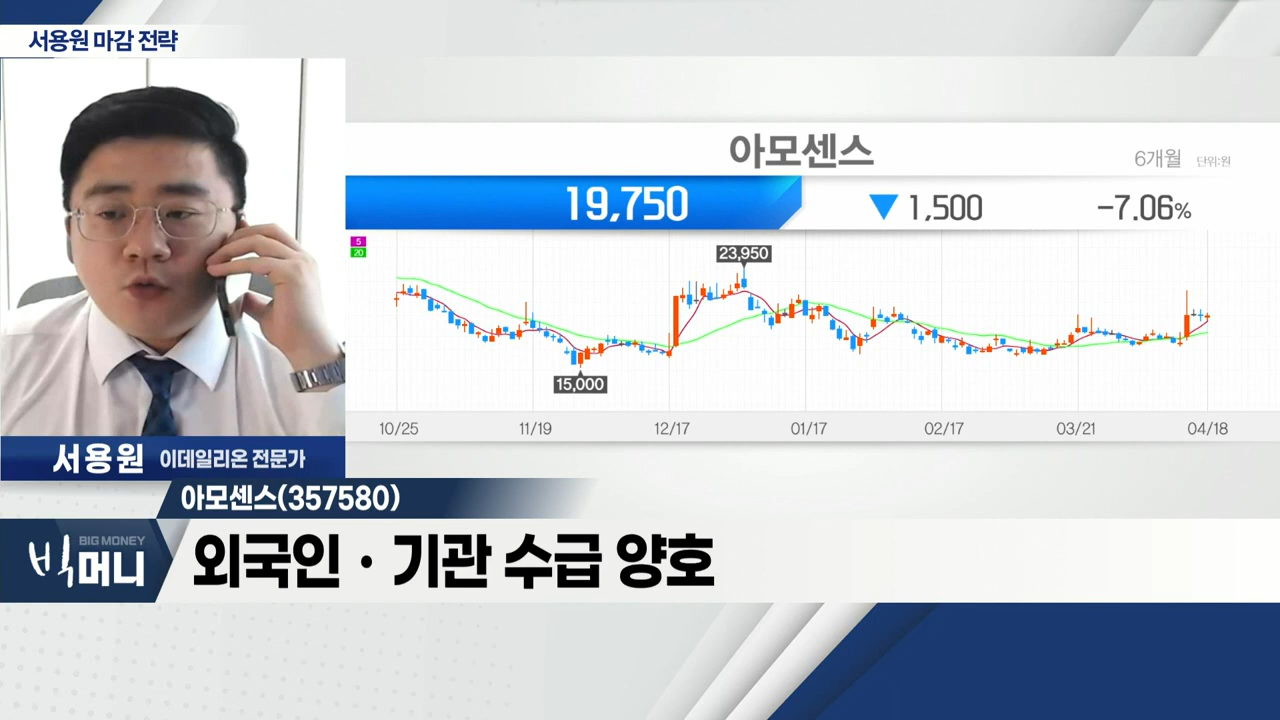 서용원 마감 전략
아모센스
6개월 단위:원
19,750 ▼ 1,500 -7.06%
5
20
23,950
15,000
10/25 11/19 12/17 01/17 02/17 03/21 04/18
서용원 이데일리온 전문가
아모센스(357580)
BIG MONEY
빅머니
외국인·기관 수급 양호